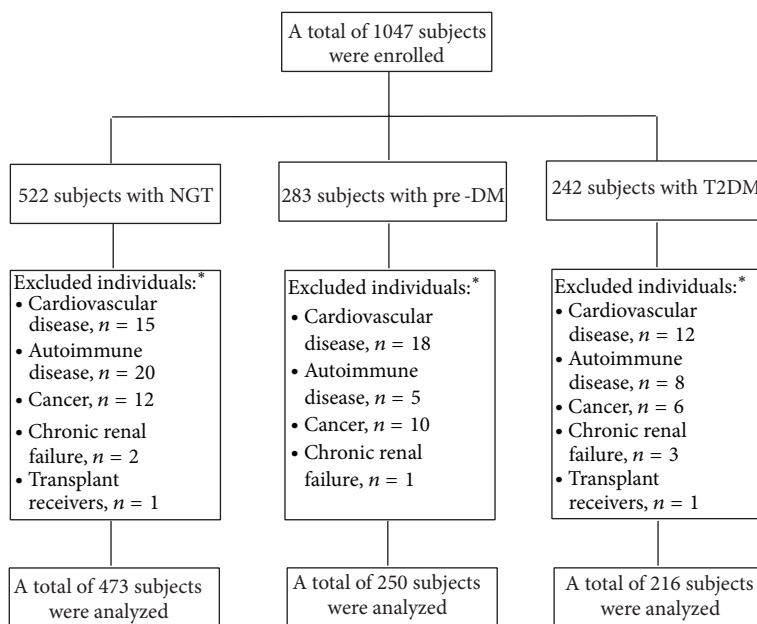 A total of 1047 subjects
were enrolled
522 subjects with NGT
283 subjects with pre-DM
242 subjects with T2DM
Excluded individuals:*
• Cardiovascular
disease, n = 15
• Autoimmune
disease, n = 20
• Cancer, n = 12
• Chronic renal
failure, n = 2
• Transplant
receivers, n = 1
Excluded individuals:*
• Cardiovascular
disease, n = 18
• Autoimmune
disease, n = 5
• Cancer, n = 10
• Chronic renal
failure, n = 1
Excluded individuals:*
• Cardiovascular
disease, n = 12
• Autoimmune
disease, n = 8
• Cancer, n = 6
• Chronic renal
failure, n = 3
• Transplant
receivers, n = 1
A total of 473 subjects
were analyzed
A total of 250 subjects
were analyzed
A total of 216 subjects
were analyzed